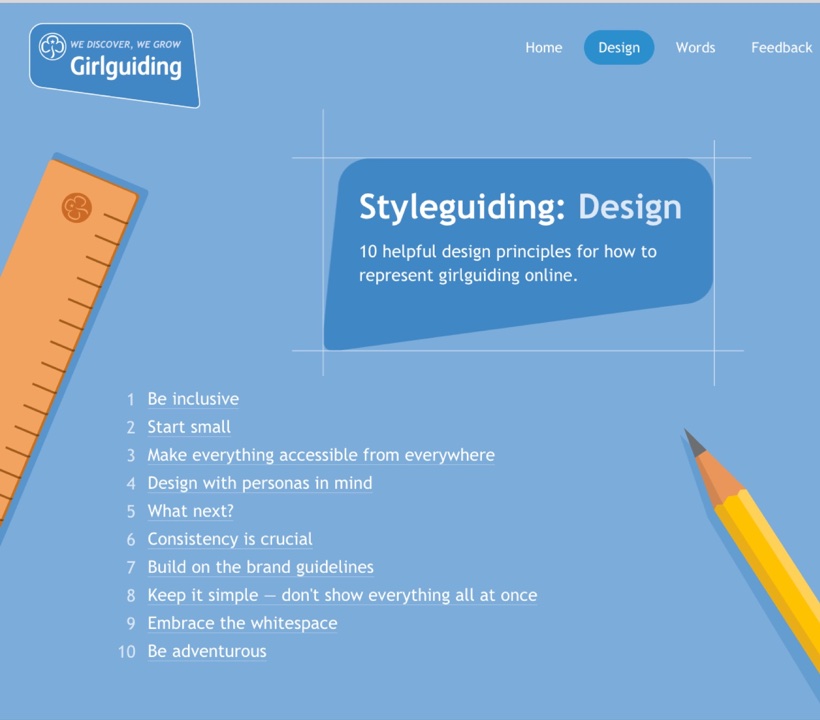 WE DISCOVER, WE GROW
Girlguiding
Home Design Words Feedback
Styleguiding: Design
10 helpful design principles for how to
represent girlguiding online.
1 Be inclusive
2 Start small
3 Make everything accessible from everywhere
4 Design with personas in mind
5 What next?
6 Consistency is crucial
7 Build on the brand guidelines
8 Keep it simple — don't show everything all at once
9 Embrace the whitespace
10 Be adventurous